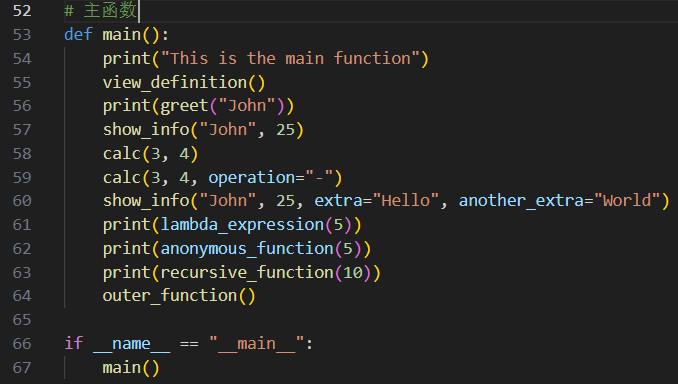 52 # 主函数
53 def main():
54     print("This is the main function")
55     view_definition()
56     print(greet("John"))
57     show_info("John", 25)
58     calc(3, 4)
59     calc(3, 4, operation="-")
60     show_info("John", 25, extra="Hello", another_extra="World")
61     print(lambda_expression(5))
62     print(anonymous_function(5))
63     print(recursive_function(10))
64     outer_function()
65
66 if __name__ == "__main__":
67     main()